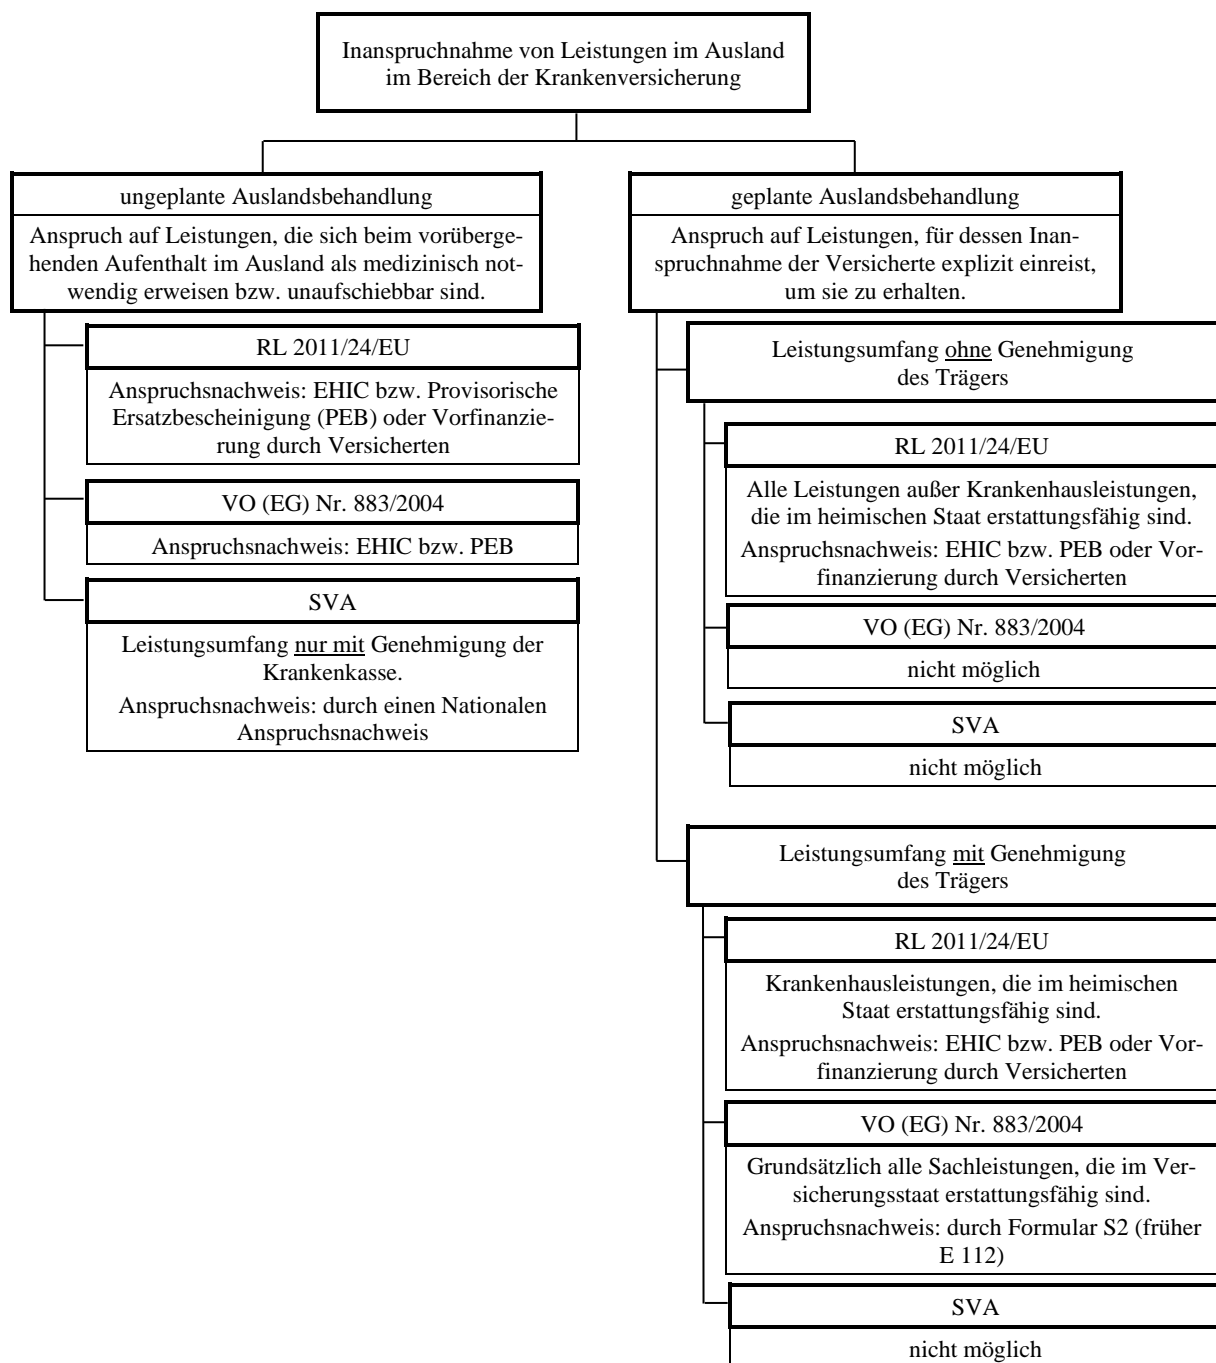 Inanspruchnahme von Leistungen im Ausland
im Bereich der Krankenversicherung
ungeplante Auslandsbehandlung
Anspruch auf Leistungen, die sich beim vorüberge-
henden Aufenthalt im Ausland als medizinisch not-
wendig erweisen bzw. unaufschiebbar sind.
RL 2011/24/EU
Anspruchsnachweis: EHIC bzw. Provisorische
Ersatzbescheinigung (PEB) oder Vorfinanzie-
rung durch Versicherten
VO (EG) Nr. 883/2004
Anspruchsnachweis: EHIC bzw. PEB
SVA
Leistungsumfang nur mit Genehmigung der
Krankenkasse.
Anspruchsnachweis: durch einen Nationalen
Anspruchsnachweis
geplante Auslandsbehandlung
Anspruch auf Leistungen, für dessen Inan-
spruchnahme der Versicherte explizit einreist,
um sie zu erhalten.
Leistungsumfang ohne Genehmigung
des Trägers
RL 2011/24/EU
Alle Leistungen außer Krankenhausleistungen,
die im heimischen Staat erstattungsfähig sind.
Anspruchsnachweis: EHIC bzw. PEB oder Vor-
finanzierung durch Versicherten
VO (EG) Nr. 883/2004
nicht möglich
SVA
nicht möglich
Leistungsumfang mit Genehmigung
des Trägers
RL 2011/24/EU
Krankenhausleistungen, die im heimischen
Staat erstattungsfähig sind.
Anspruchsnachweis: EHIC bzw. PEB oder Vor-
finanzierung durch Versicherten
VO (EG) Nr. 883/2004
Grundsätzlich alle Sachleistungen, die im Ver-
sicherungsstaat erstattungsfähig sind.
Anspruchsnachweis: durch Formular S2 (früher
E 112)
SVA
nicht möglich